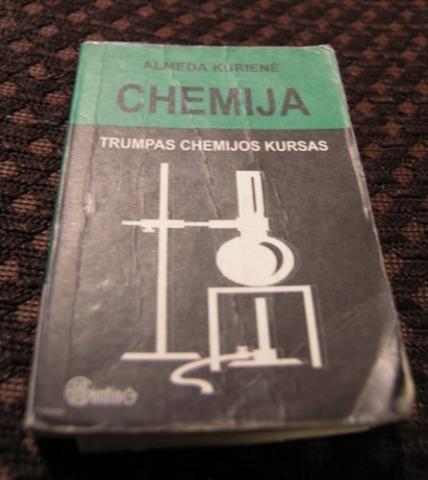 ALMEDA KURIENĖ
CHEMIJA
TRUMPAS CHEMIJOS KURSAS